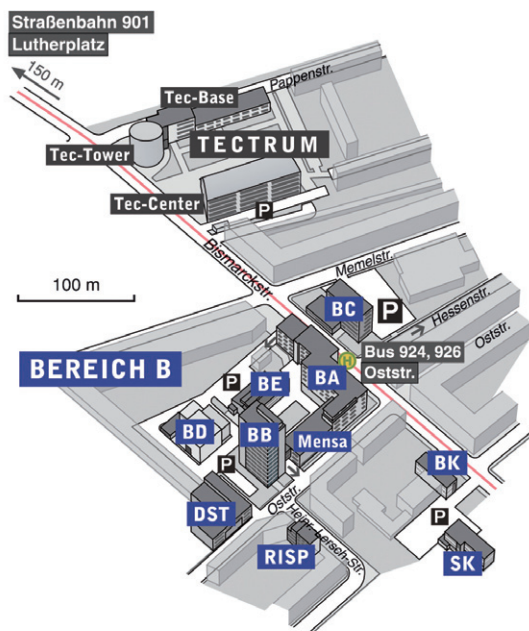 Straßenbahn 901
Lutherplatz
150 m
Tec-Base
Pappenstr.
Tec-Tower
TECTRUM
Tec-Center
P
Bismarckstr.
Memelstr.
100 m
BC
P
Hessenstr.
Oststr.
H
Bus 924, 926
Oststr.
BEREICH B
BE
BA
P
BD
BB
Mensa
BK
P
Oststr.
DST
Heinr.-Lersch-Str.
P
RISP
SK